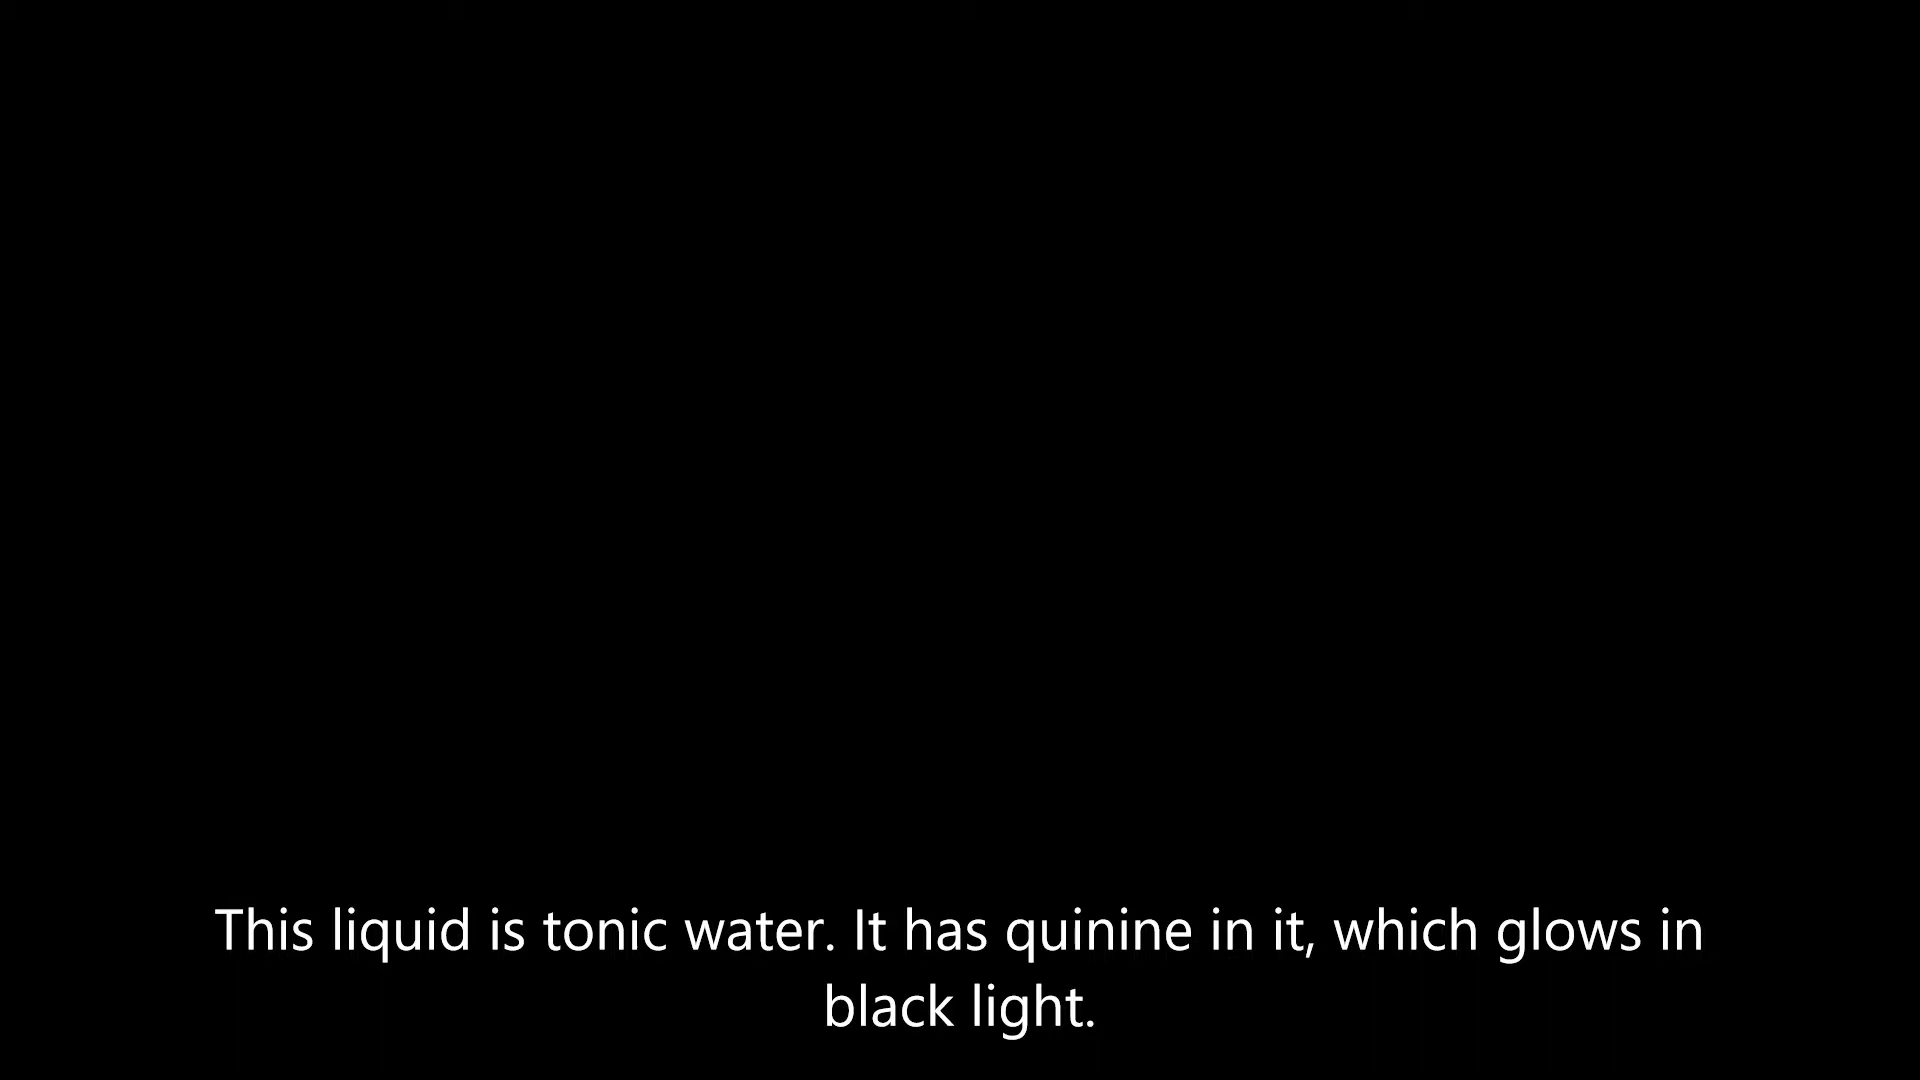 This liquid is tonic water. It has quinine in it, which glows in
black light.